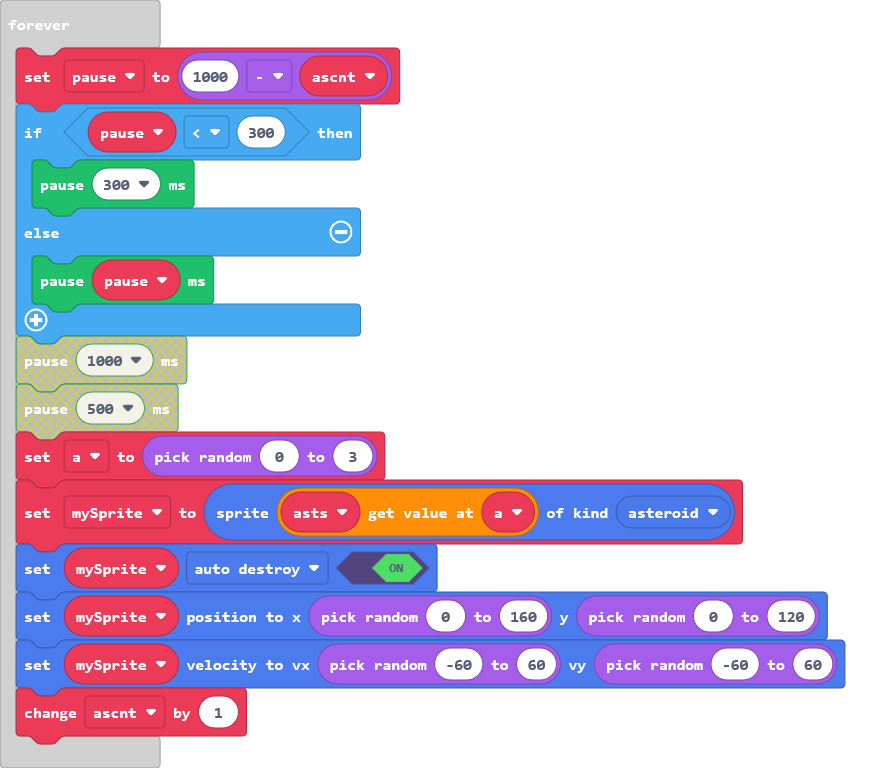 forever
set pause to 1000 - ascnt
if pause < 300 then
pause 300 ms
else
pause pause ms
pause 1000 ms
pause 500 ms
set a to pick random 0 to 3
set mySprite to sprite asts get value at a of kind asteroid
set mySprite auto destroy ON
set mySprite position to x pick random 0 to 160 y pick random 0 to 120
set mySprite velocity to vx pick random -60 to 60 vy pick random -60 to 60
change ascnt by 1